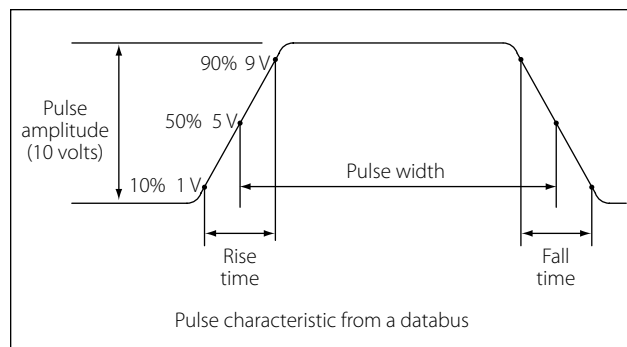 90% 9 V
Pulse
amplitude
(10 volts)
50% 5 V
10% 1 V
Pulse width
Rise
time
Fall
time
Pulse characteristic from a databus